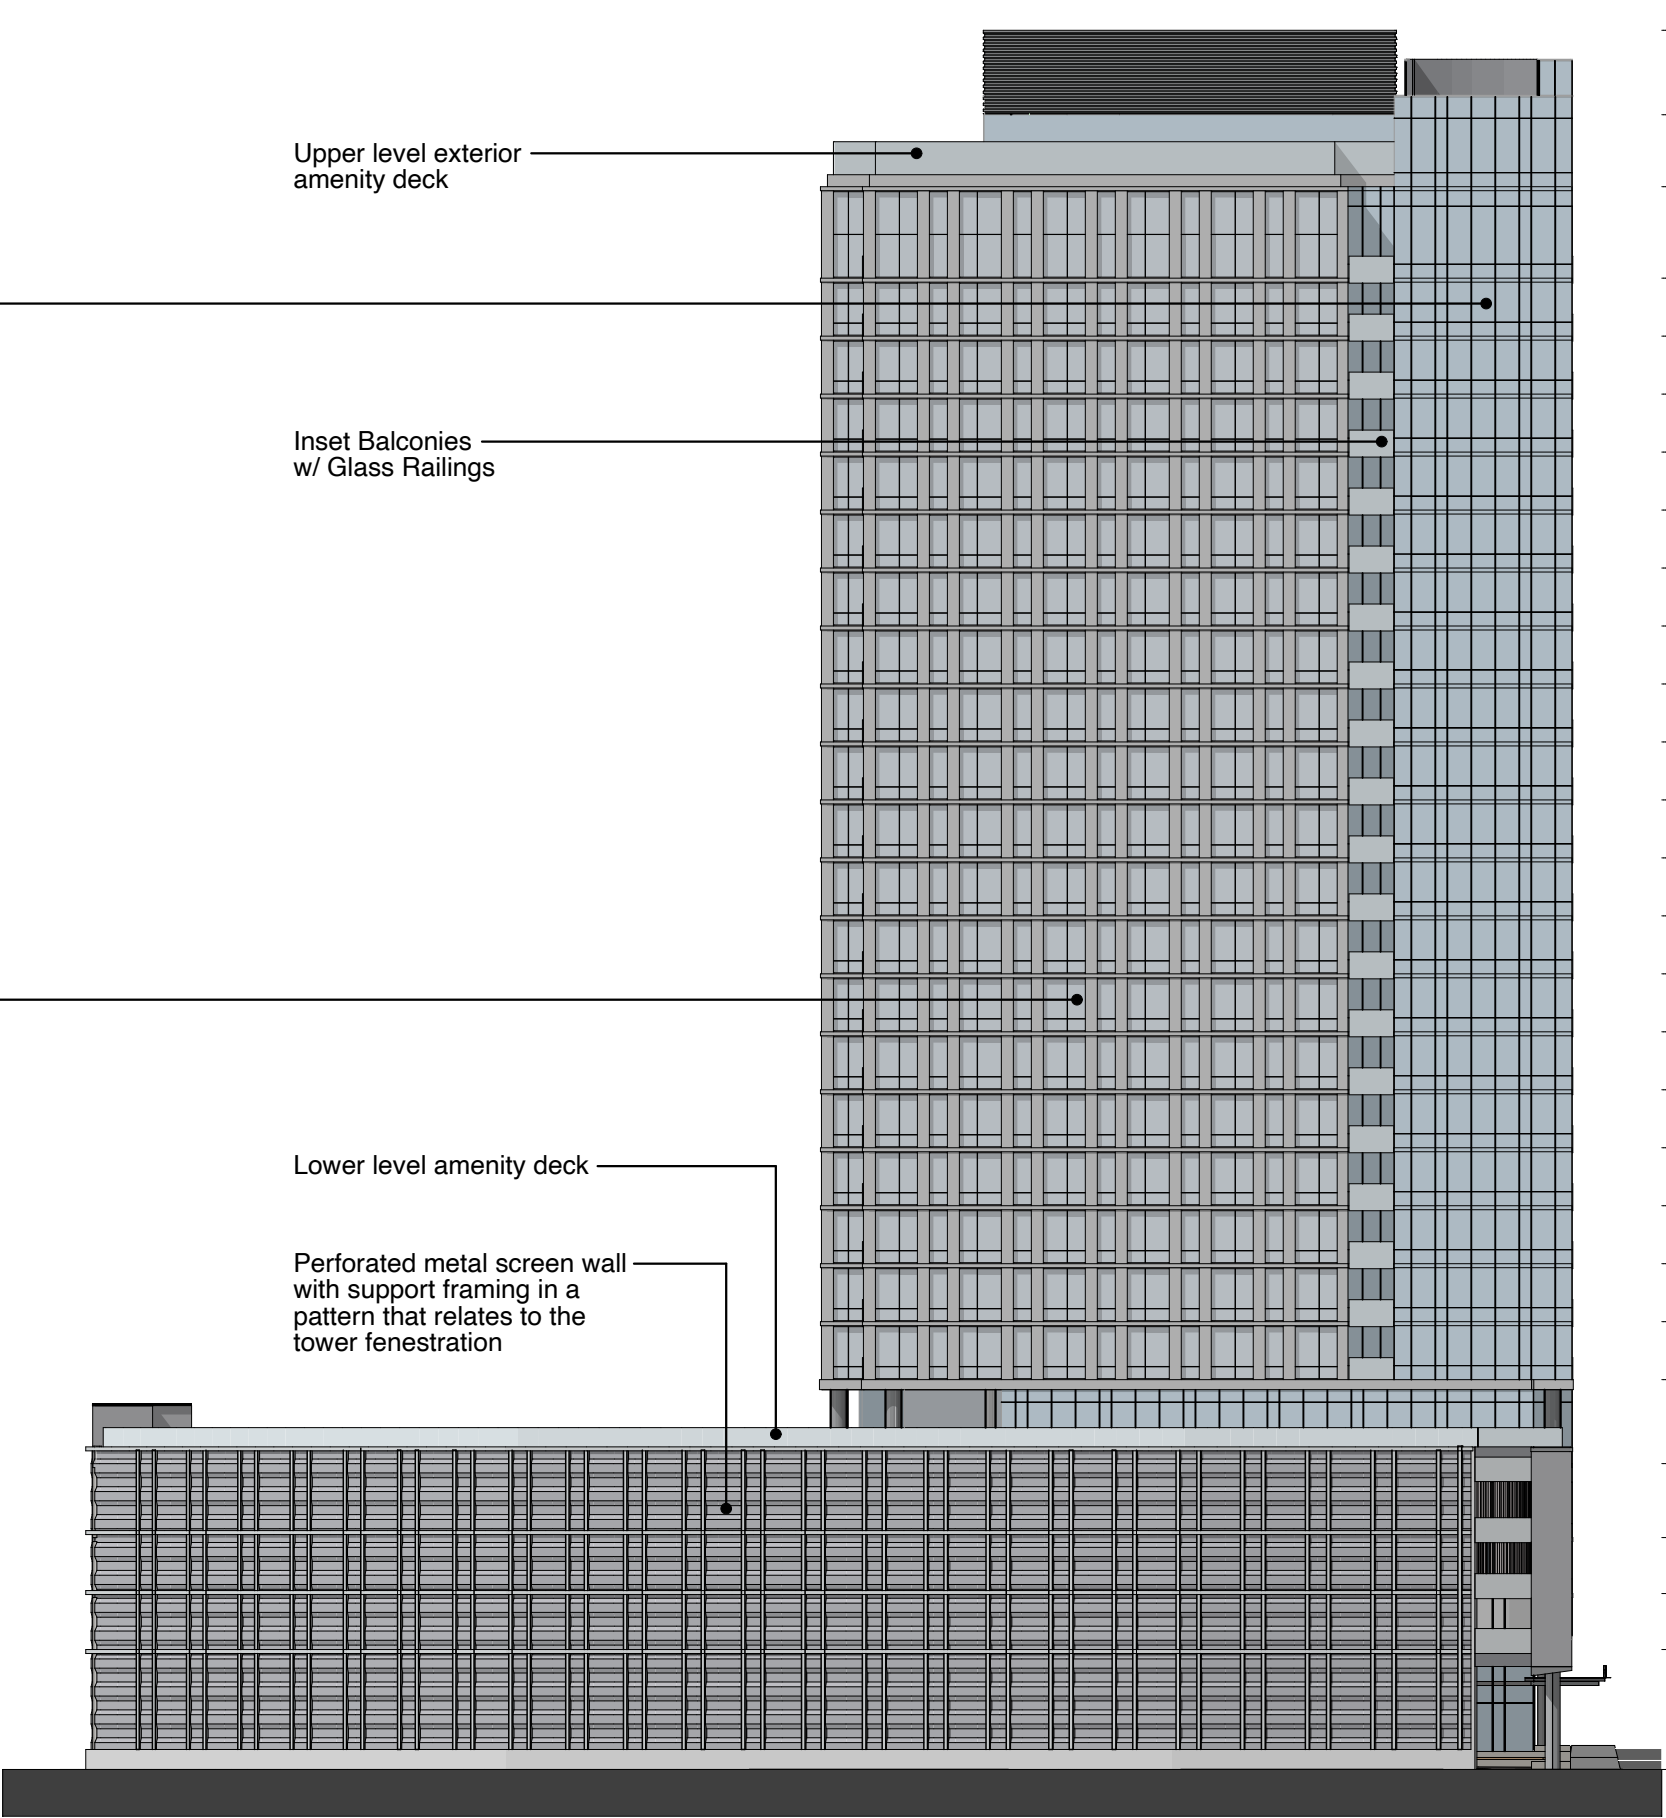 Upper level exterior
amenity deck
Inset Balconies
w/ Glass Railings
Lower level amenity deck
Perforated metal screen wall
with support framing in a
pattern that relates to the
tower fenestration